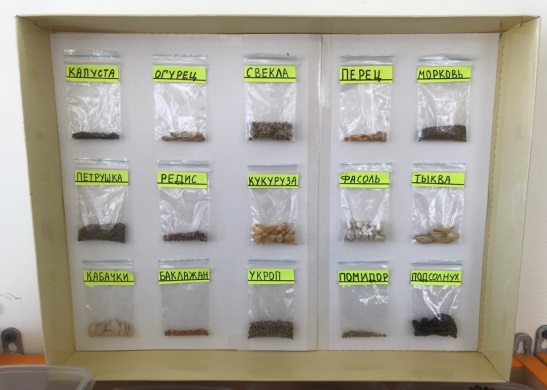 КАПУСТА
ОГУРЕЦ
СВЕКЛА
ПЕРЕЦ
МОРКОВЬ
ПЕТРУШКА
РЕДИС
КУКУРУЗА
ФАСОЛЬ
ТЫКВА
КАБАЧКИ
БАКЛАЖАН
УКРОП
ПОМИДОР
ПОДСОЛНУХ